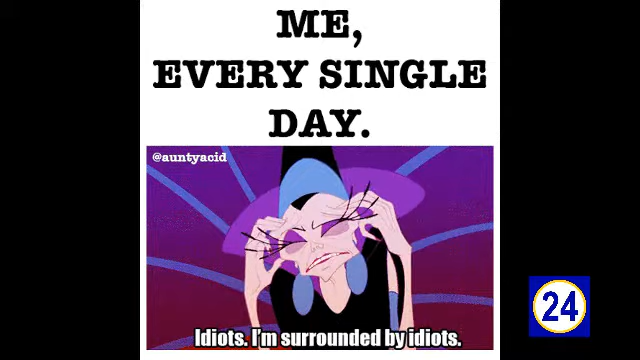 ME,
EVERY SINGLE
DAY.
@auntyacid
Idiots. I'm surrounded by idiots.
24